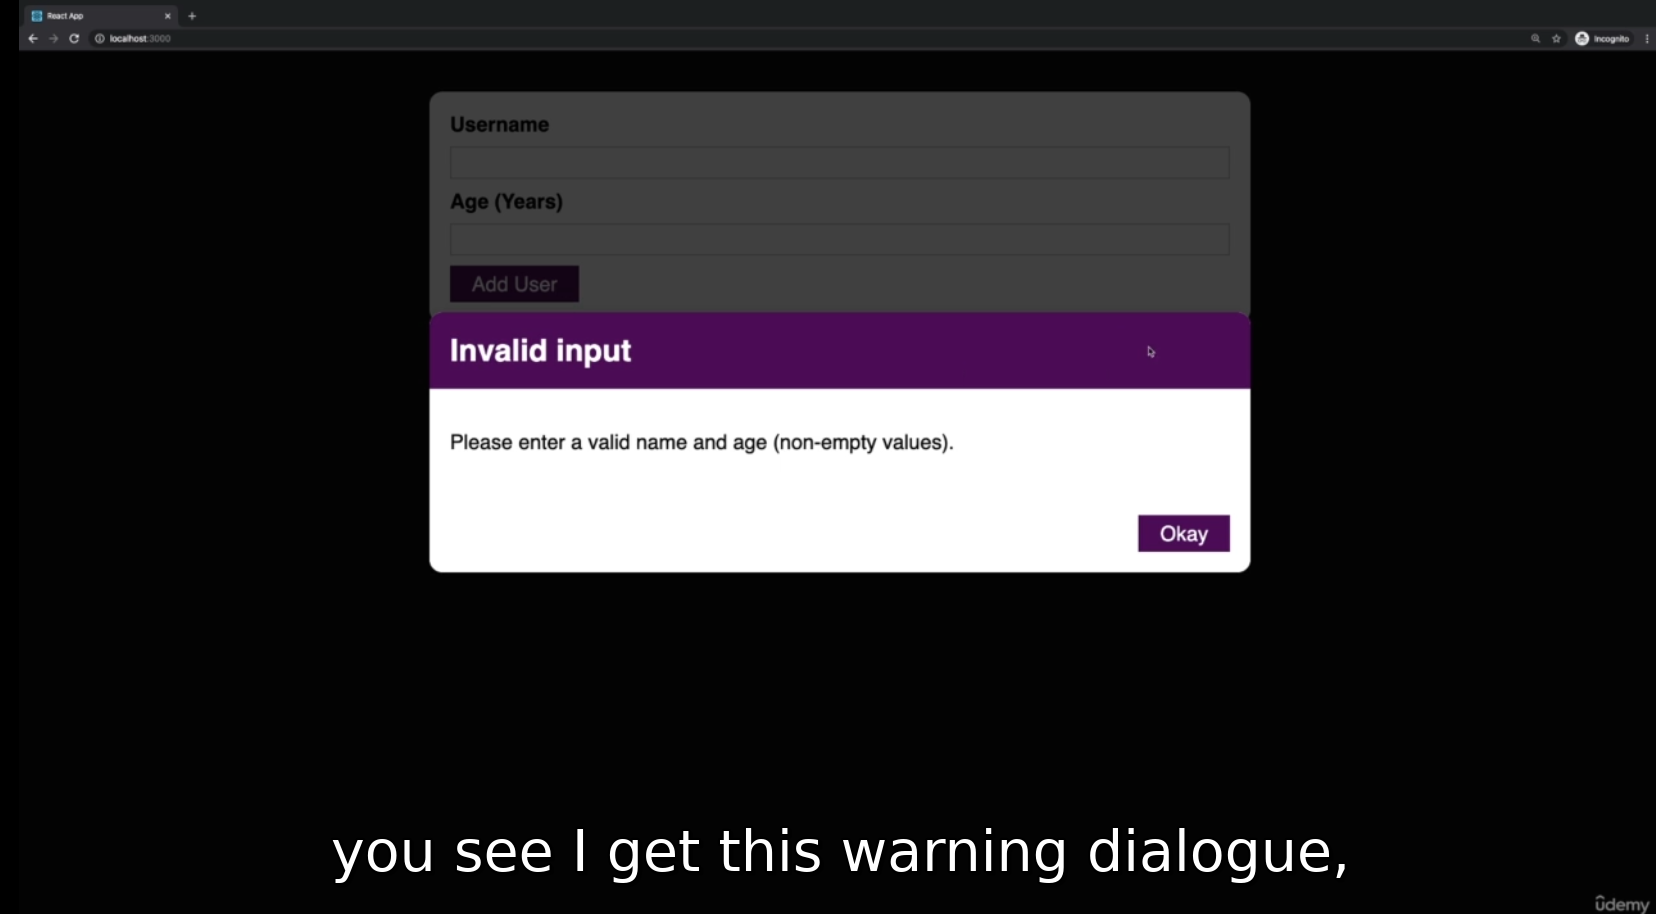 React App
localhost:3000
Incognito
Username
Age (Years)
Add User
Invalid input
Please enter a valid name and age (non-empty values).
Okay
you see I get this warning dialogue,
ûdemy